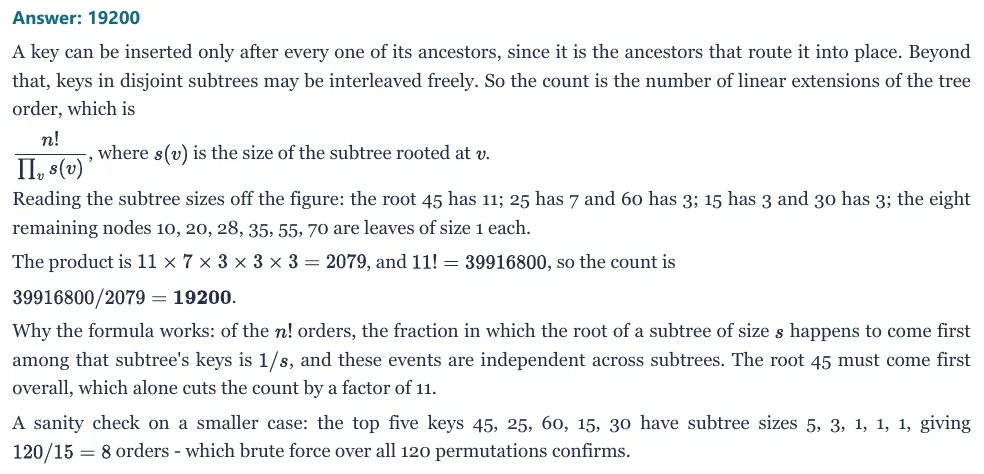 Answer: 19200
A key can be inserted only after every one of its ancestors, since it is the ancestors that route it into place. Beyond
that, keys in disjoint subtrees may be interleaved freely. So the count is the number of linear extensions of the tree
order, which is
n!
∏ᵥ s(v)
, where s(v) is the size of the subtree rooted at v.
Reading the subtree sizes off the figure: the root 45 has 11; 25 has 7 and 60 has 3; 15 has 3 and 30 has 3; the eight
remaining nodes 10, 20, 28, 35, 55, 70 are leaves of size 1 each.
The product is 11 × 7 × 3 × 3 × 3 = 2079, and 11! = 39916800, so the count is
39916800/2079 = 19200.
Why the formula works: of the n! orders, the fraction in which the root of a subtree of size s happens to come first
among that subtree's keys is 1/s, and these events are independent across subtrees. The root 45 must come first
overall, which alone cuts the count by a factor of 11.
A sanity check on a smaller case: the top five keys 45, 25, 60, 15, 30 have subtree sizes 5, 3, 1, 1, 1, giving
120/15 = 8 orders - which brute force over all 120 permutations confirms.